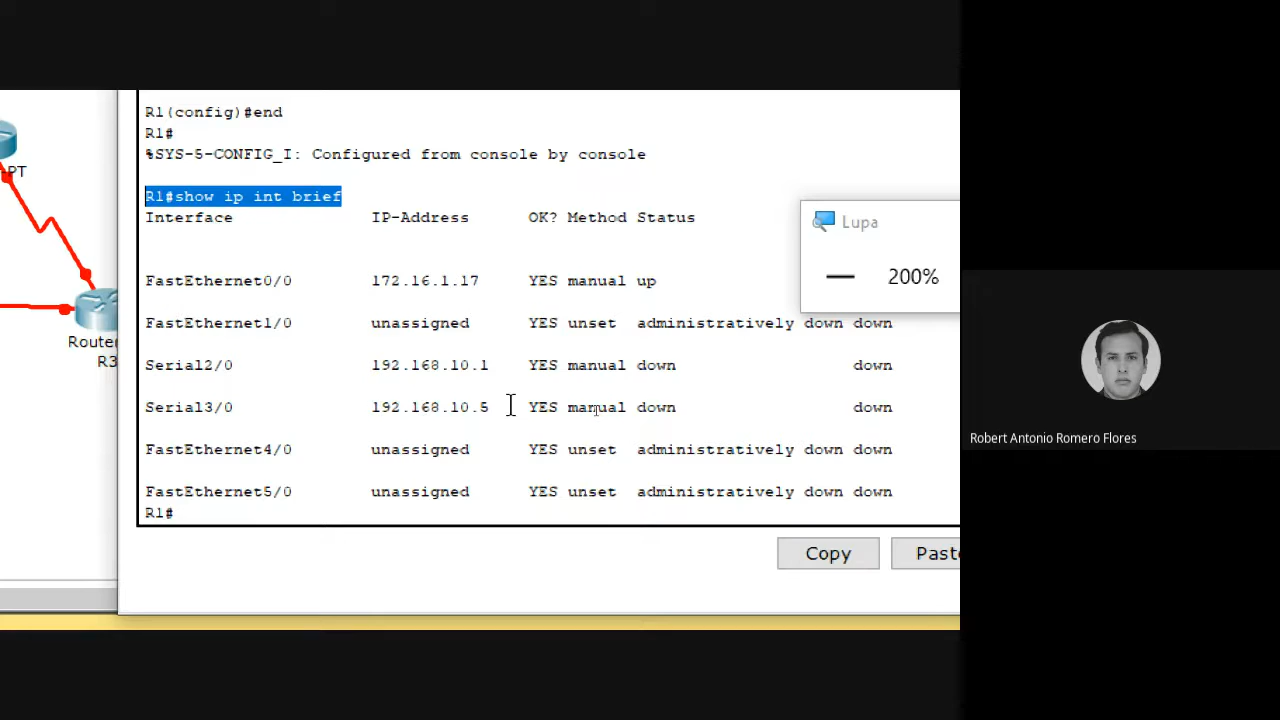 R1(config)#end
R1#
%SYS-5-CONFIG_I: Configured from console by console
R1#show ip int brief
Interface IP-Address OK? Method Status
FastEthernet0/0 172.16.1.17 YES manual up
FastEthernet1/0 unassigned YES unset administratively down down
Serial2/0 192.168.10.1 YES manual down down
Serial3/0 192.168.10.5 YES manual down down
FastEthernet4/0 unassigned YES unset administratively down down
FastEthernet5/0 unassigned YES unset administratively down down
R1#
Copy Past
-PT
Route
R3
Lupa
200%
Robert Antonio Romero Flores